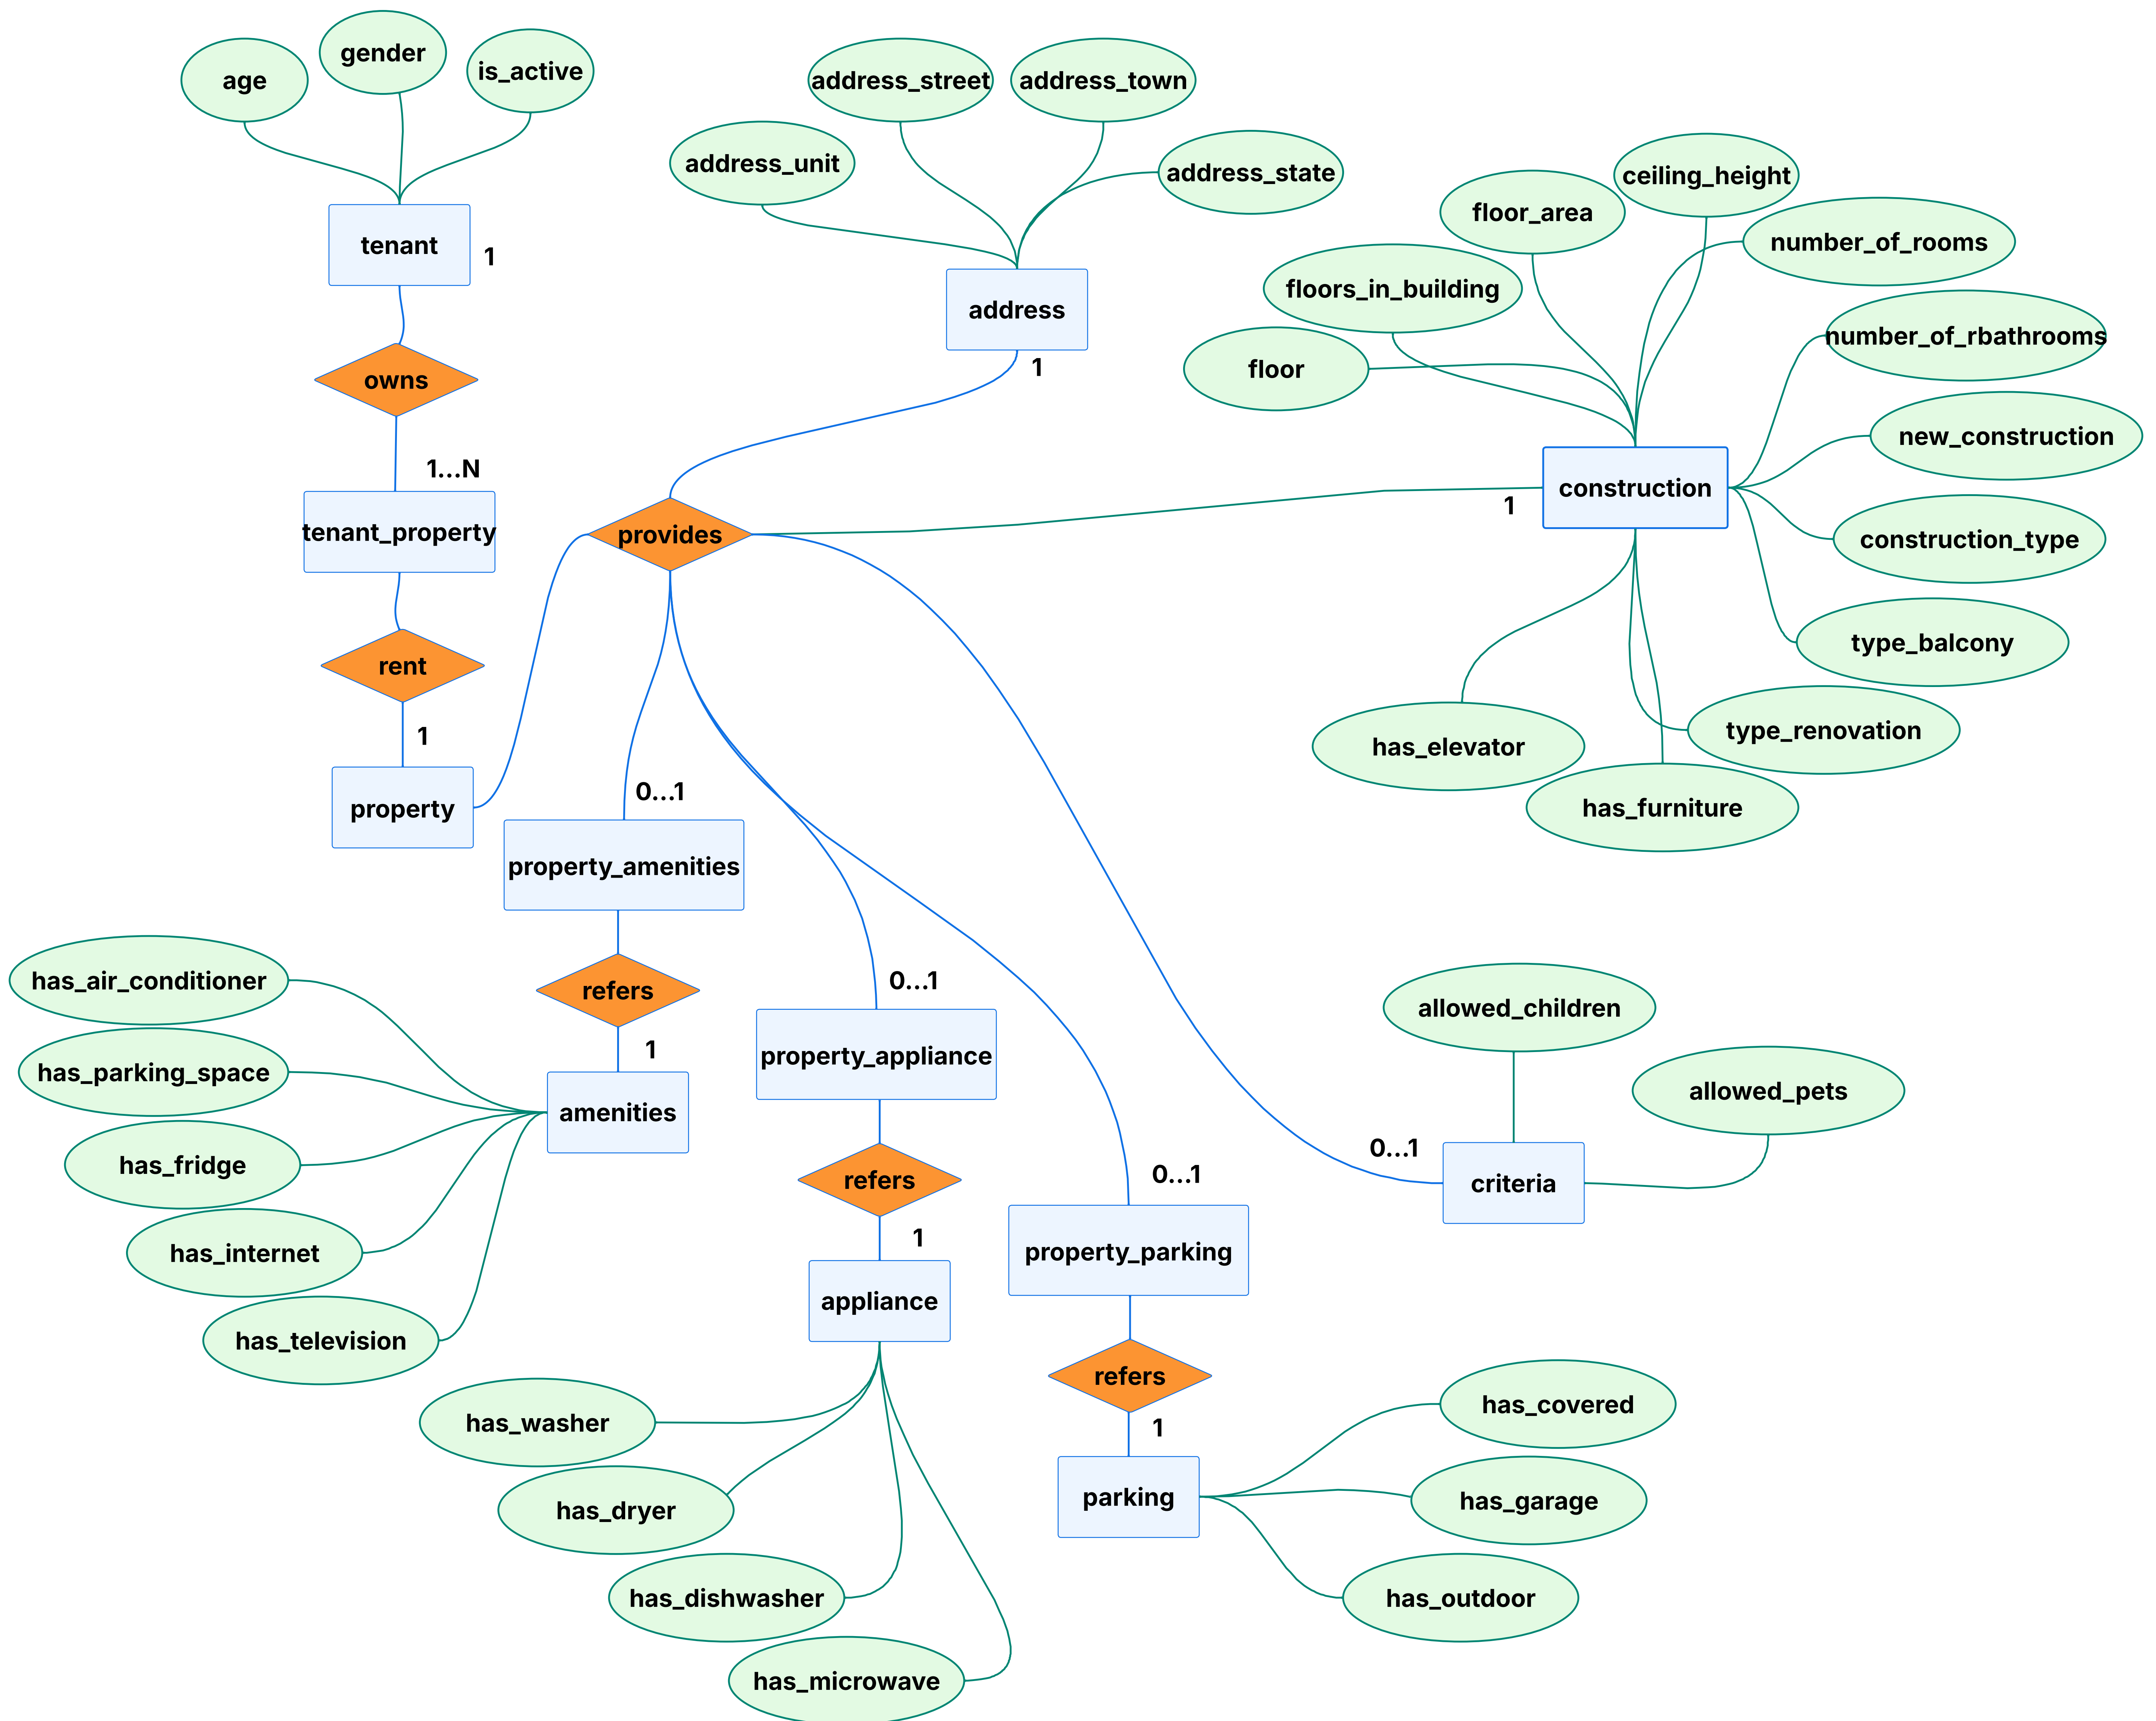 age
gender
is_active
address_street
address_town
address_unit
address_state
ceiling_height
floor_area
number_of_rooms
floors_in_building
floor
number_of_rbathrooms
new_construction
construction_type
type_balcony
type_renovation
has_elevator
has_furniture
tenant
1
address
1
construction
1
owns
1...N
tenant_property
provides
rent
1
property
0...1
property_amenities
refers
1
amenities
has_air_conditioner
has_parking_space
has_fridge
has_internet
has_television
0...1
property_appliance
refers
1
appliance
has_washer
has_dryer
has_dishwasher
has_microwave
0...1
property_parking
refers
1
parking
has_covered
has_garage
has_outdoor
0...1
criteria
allowed_children
allowed_pets